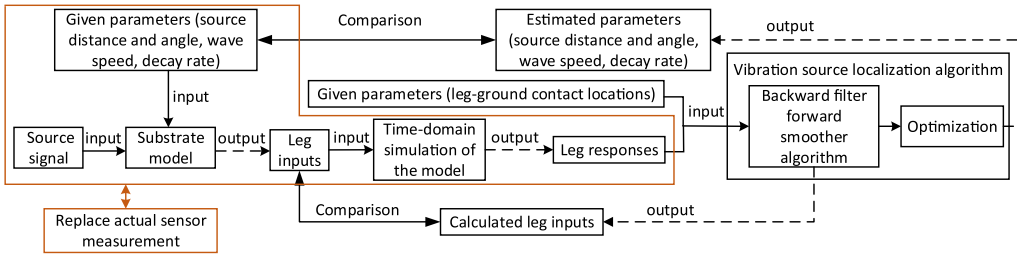 Given parameters (source
distance and angle, wave
speed, decay rate)
Comparison
Estimated parameters
(source distance and angle,
wave speed, decay rate)
output
Vibration source localization algorithm
Given parameters (leg-ground contact locations)
input
input
Backward filter
forward
smoother
algorithm
Optimization
Source
signal
input
Substrate
model
output
Leg
inputs
input
Time-domain
simulation of
the model
output
Leg responses
Replace actual sensor
measurement
Comparison
Calculated leg inputs
output